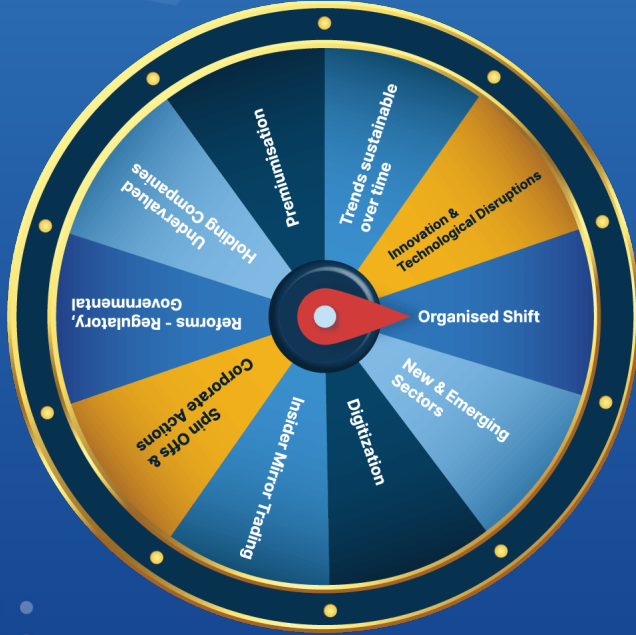 Trends sustainable
over time
Innovation &
Technological Disruptions
Organised Shift
New & Emerging
Sectors
Digitization
Insider Mirror Trading
Spin Offs &
Corporate Actions
Reforms - Regulatory,
Governmental
Undervalued
Holding Companies
Premiumisation